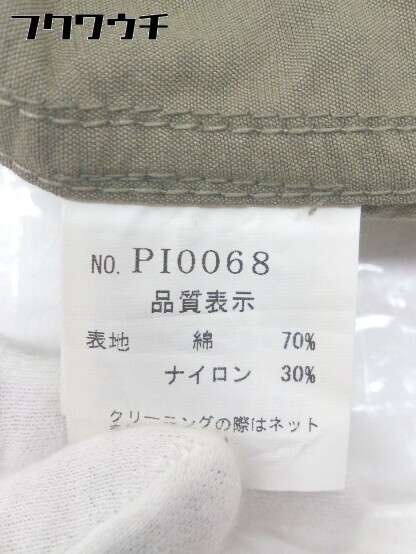 フクワウチ
NO. PI0068
品質表示
表地 綿 70%
ナイロン 30%
クリーニングの際はネット